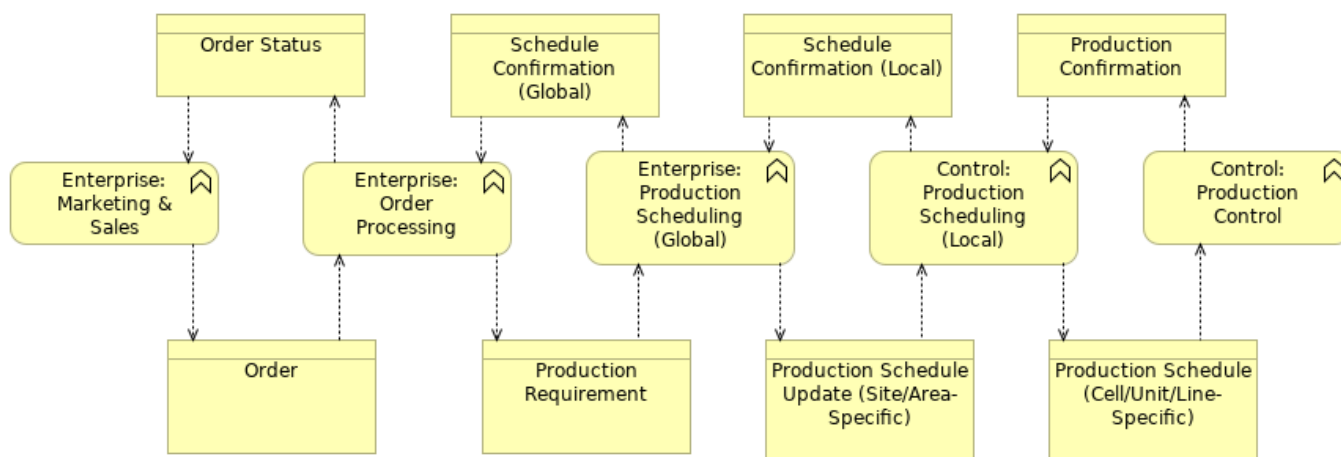 Order Status
Schedule
Confirmation
(Global)
Schedule
Confirmation (Local)
Production
Confirmation
Enterprise:
Marketing &
Sales
Enterprise:
Order
Processing
Enterprise:
Production
Scheduling
(Global)
Control:
Production
Scheduling
(Local)
Control:
Production
Control
Order
Production
Requirement
Production Schedule
Update (Site/Area-
Specific)
Production Schedule
(Cell/Unit/Line-
Specific)